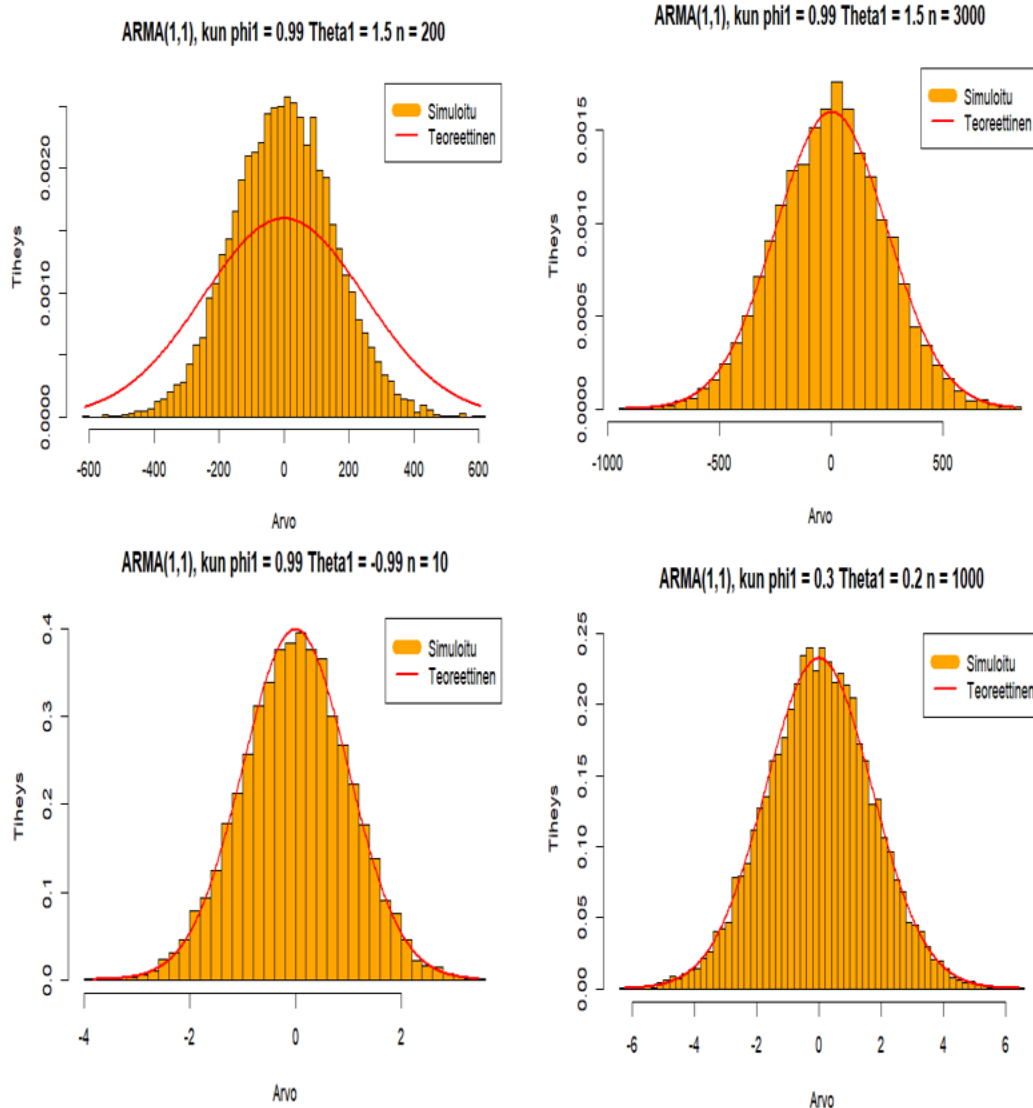 ARMA(1,1), kun phi1 = 0.99 Theta1 = 1.5 n = 200
Simuloitu
Teoreettinen
Tiheys
0.0020
0.0010
0.0000
-600 -400 -200 0 200 400 600
Arvo
ARMA(1,1), kun phi1 = 0.99 Theta1 = 1.5 n = 3000
Simuloitu
Teoreettinen
Tiheys
0.0015
0.0010
0.0005
0.0000
-1000 -500 0 500
Arvo
ARMA(1,1), kun phi1 = 0.99 Theta1 = -0.99 n = 10
Simuloitu
Teoreettinen
Tiheys
0.4
0.3
0.2
0.1
0.0
-4 -2 0 2
Arvo
ARMA(1,1), kun phi1 = 0.3 Theta1 = 0.2 n = 1000
Simuloitu
Teoreettinen
Tiheys
0.25
0.20
0.15
0.10
0.05
0.00
-6 -4 -2 0 2 4 6
Arvo